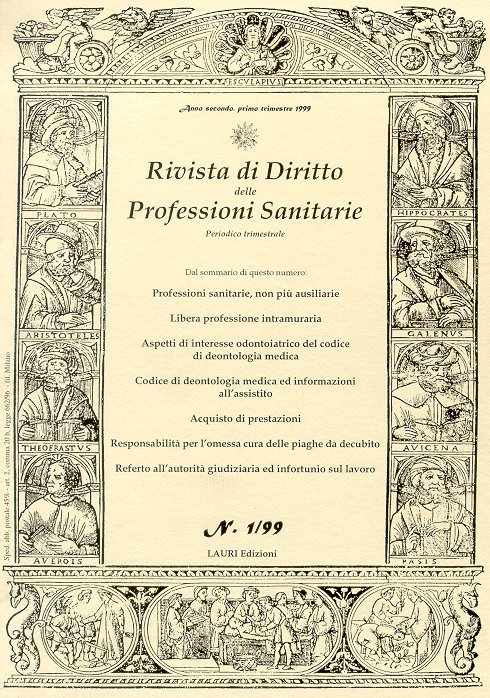 ESCULAPIUS
Anno secondo, primo trimestre 1999
Rivista di Diritto
delle
Professioni Sanitarie
Periodico trimestrale
Dal sommario di questo numero:
Professioni sanitarie, non più ausiliarie
Libera professione intramuraria
Aspetti di interesse odontoiatrico del codice
di deontologia medica
Codice di deontologia medica ed informazioni
all'assistito
Acquisto di prestazioni
Responsabilità per l'omessa cura delle piaghe da decubito
Referto all'autorità giudiziaria ed infortunio sul lavoro
N. 1/99
LAURI Edizioni
PLATO
ARISTOTELES
THEOFRASTUS
AVEROIS
HIPPOCRATES
GALENUS
AVICENA
PASIS
Sped. abb. postale 45% - art. 2, comma 20 b, legge 662/96 - fil. Milano